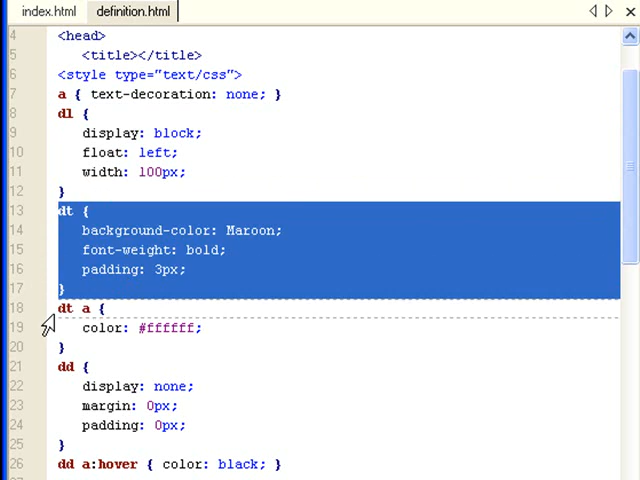 index.html definition.html
4 <head>
5 <title></title>
6 <style type="text/css">
7 a { text-decoration: none; }
8 dl {
9 display: block;
10 float: left;
11 width: 100px;
12 }
13 dt {
14 background-color: Maroon;
15 font-weight: bold;
16 padding: 3px;
17 }
18 dt a {
19 color: #ffffff;
20 }
21 dd {
22 display: none;
23 margin: 0px;
24 padding: 0px;
25 }
26 dd a:hover { color: black; }